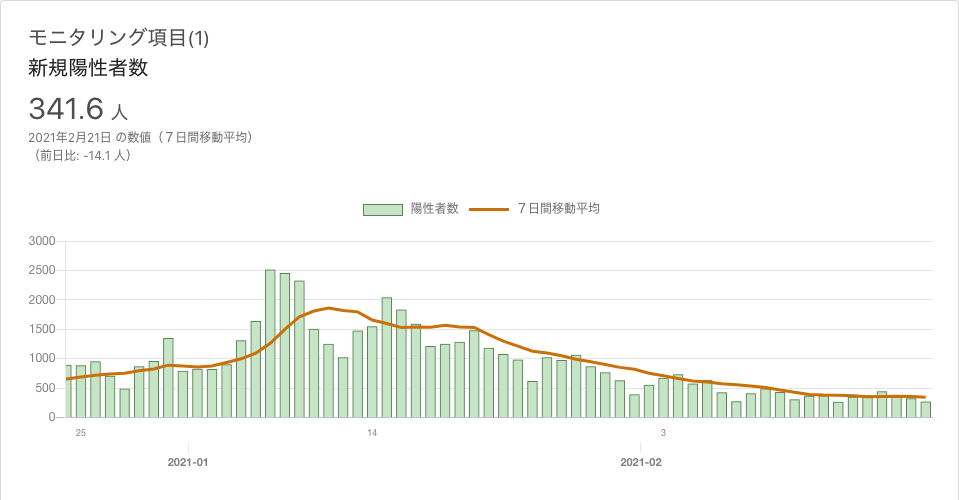 モニタリング項目(1)
新規陽性者数
341.6 人
2021年2月21日 の数値（７日間移動平均）
（前日比: -14.1 人）
陽性者数 ７日間移動平均
3000
2500
2000
1500
1000
500
0
25 14 3
2021-01 2021-02